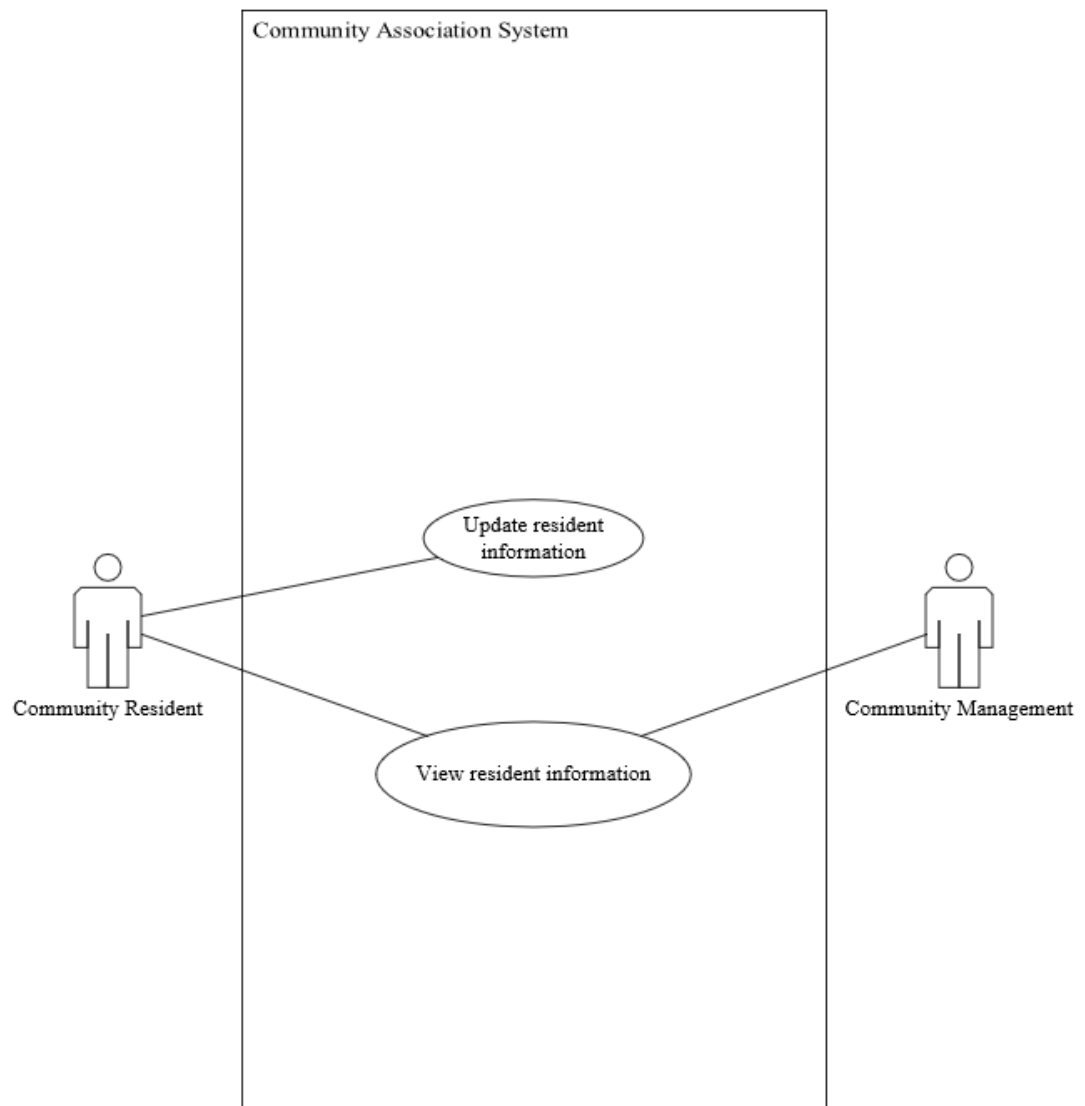 Community Association System
Update resident
information
Community Resident
Community Management
View resident information